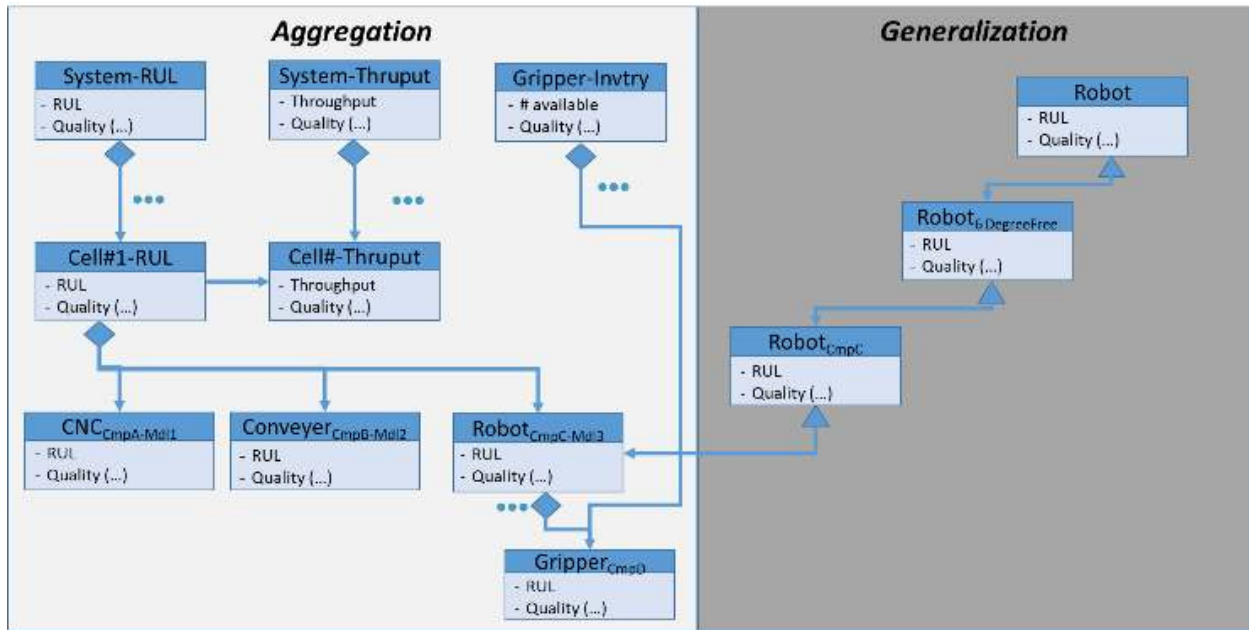 Aggregation
Generalization
System-RUL
- RUL
- Quality (...)
System-Thruput
- Throughput
- Quality (...)
Gripper-Invtry
- # available
- Quality (...)
Robot
- RUL
- Quality (...)
Robot6 DegreeFree
- RUL
- Quality (...)
Cell#1-RUL
- RUL
- Quality (...)
Cell#-Thruput
- Throughput
- Quality (...)
RobotCmpC
- RUL
- Quality (...)
CNCCmpA-Mdl1
- RUL
- Quality (...)
ConveyerCmpB-Mdl2
- RUL
- Quality (...)
RobotCmpC-Mdl3
- RUL
- Quality (...)
GripperCmpD
- RUL
- Quality (...)